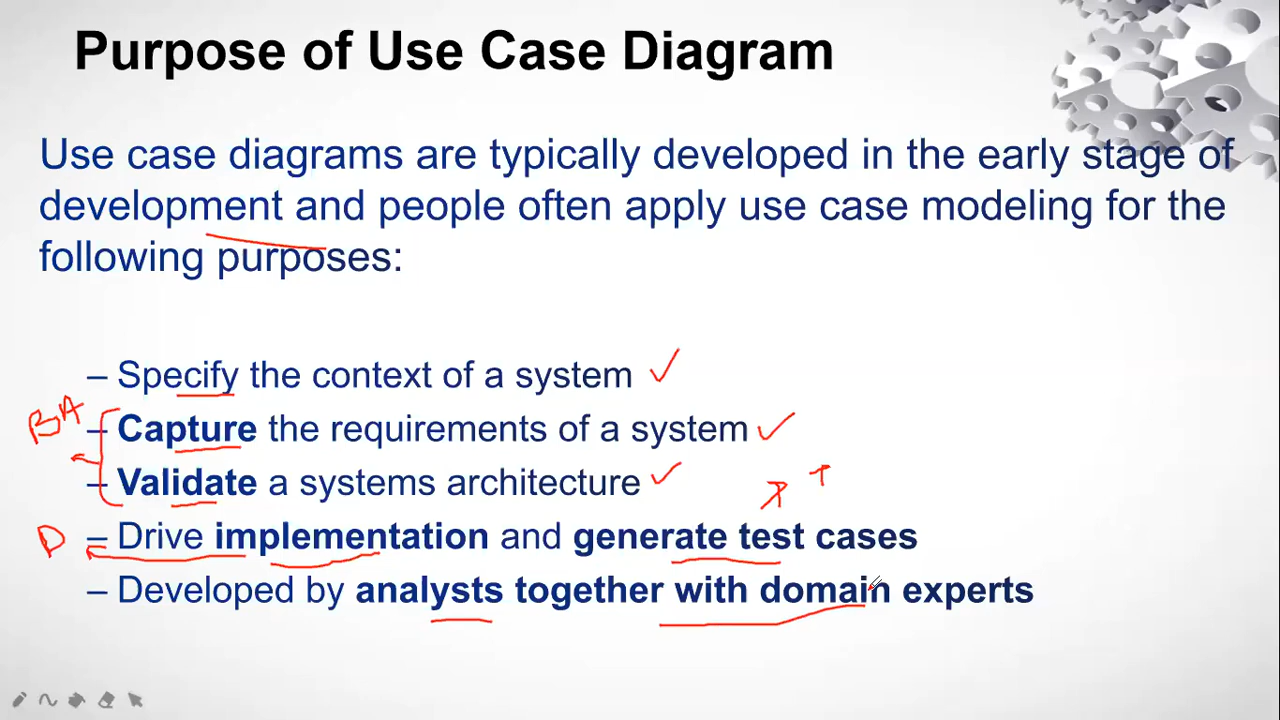 Purpose of Use Case Diagram
Use case diagrams are typically developed in the early stage of
development and people often apply use case modeling for the
following purposes:
– Specify the context of a system
BA
– Capture the requirements of a system
– Validate a systems architecture
D – Drive implementation and generate test cases
– Developed by analysts together with domain experts